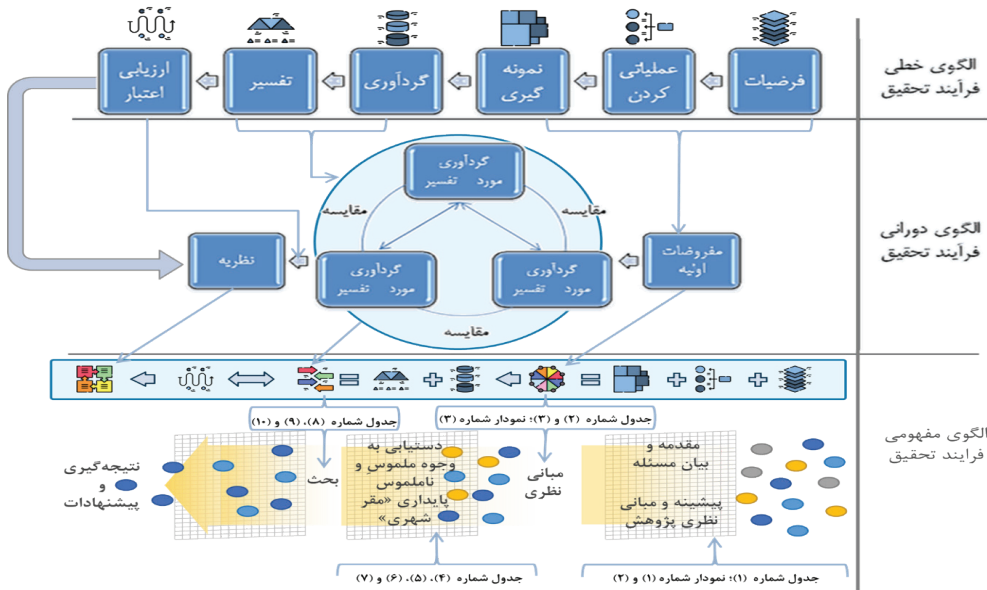 الگوی خطی
فرآیند تحقیق
فرضیات
عملیاتی
کردن
نمونه
گیری
گردآوری
تفسیر
ارزیابی
اعتبار
الگوی دورانی
فرآیند تحقیق
گردآوری
مورد تفسیر
مقایسه
مقایسه
مفروضات
اولیه
گردآوری
مورد تفسیر
گردآوری
مورد تفسیر
نظریه
مقایسه
الگوی مفهومی
فرایند تحقیق
جدول شماره (۲) و (۳)؛ نمودار شماره (۳)
جدول شماره (۸)، (۹) و (۱۰)
مقدمه و
بیان مسئله
پیشینه و مبانی
نظری پژوهش
مبانی
نظری
دستیابی به
وجوه ملموس و
ناملموس
پایداری «مقر
شهری»
بحث
نتیجه‌گیری
و
پیشنهادات
جدول شماره (۱)؛ نمودار شماره (۱) و (۲)
جدول شماره (۴)، (۵)، (۶) و (۷)